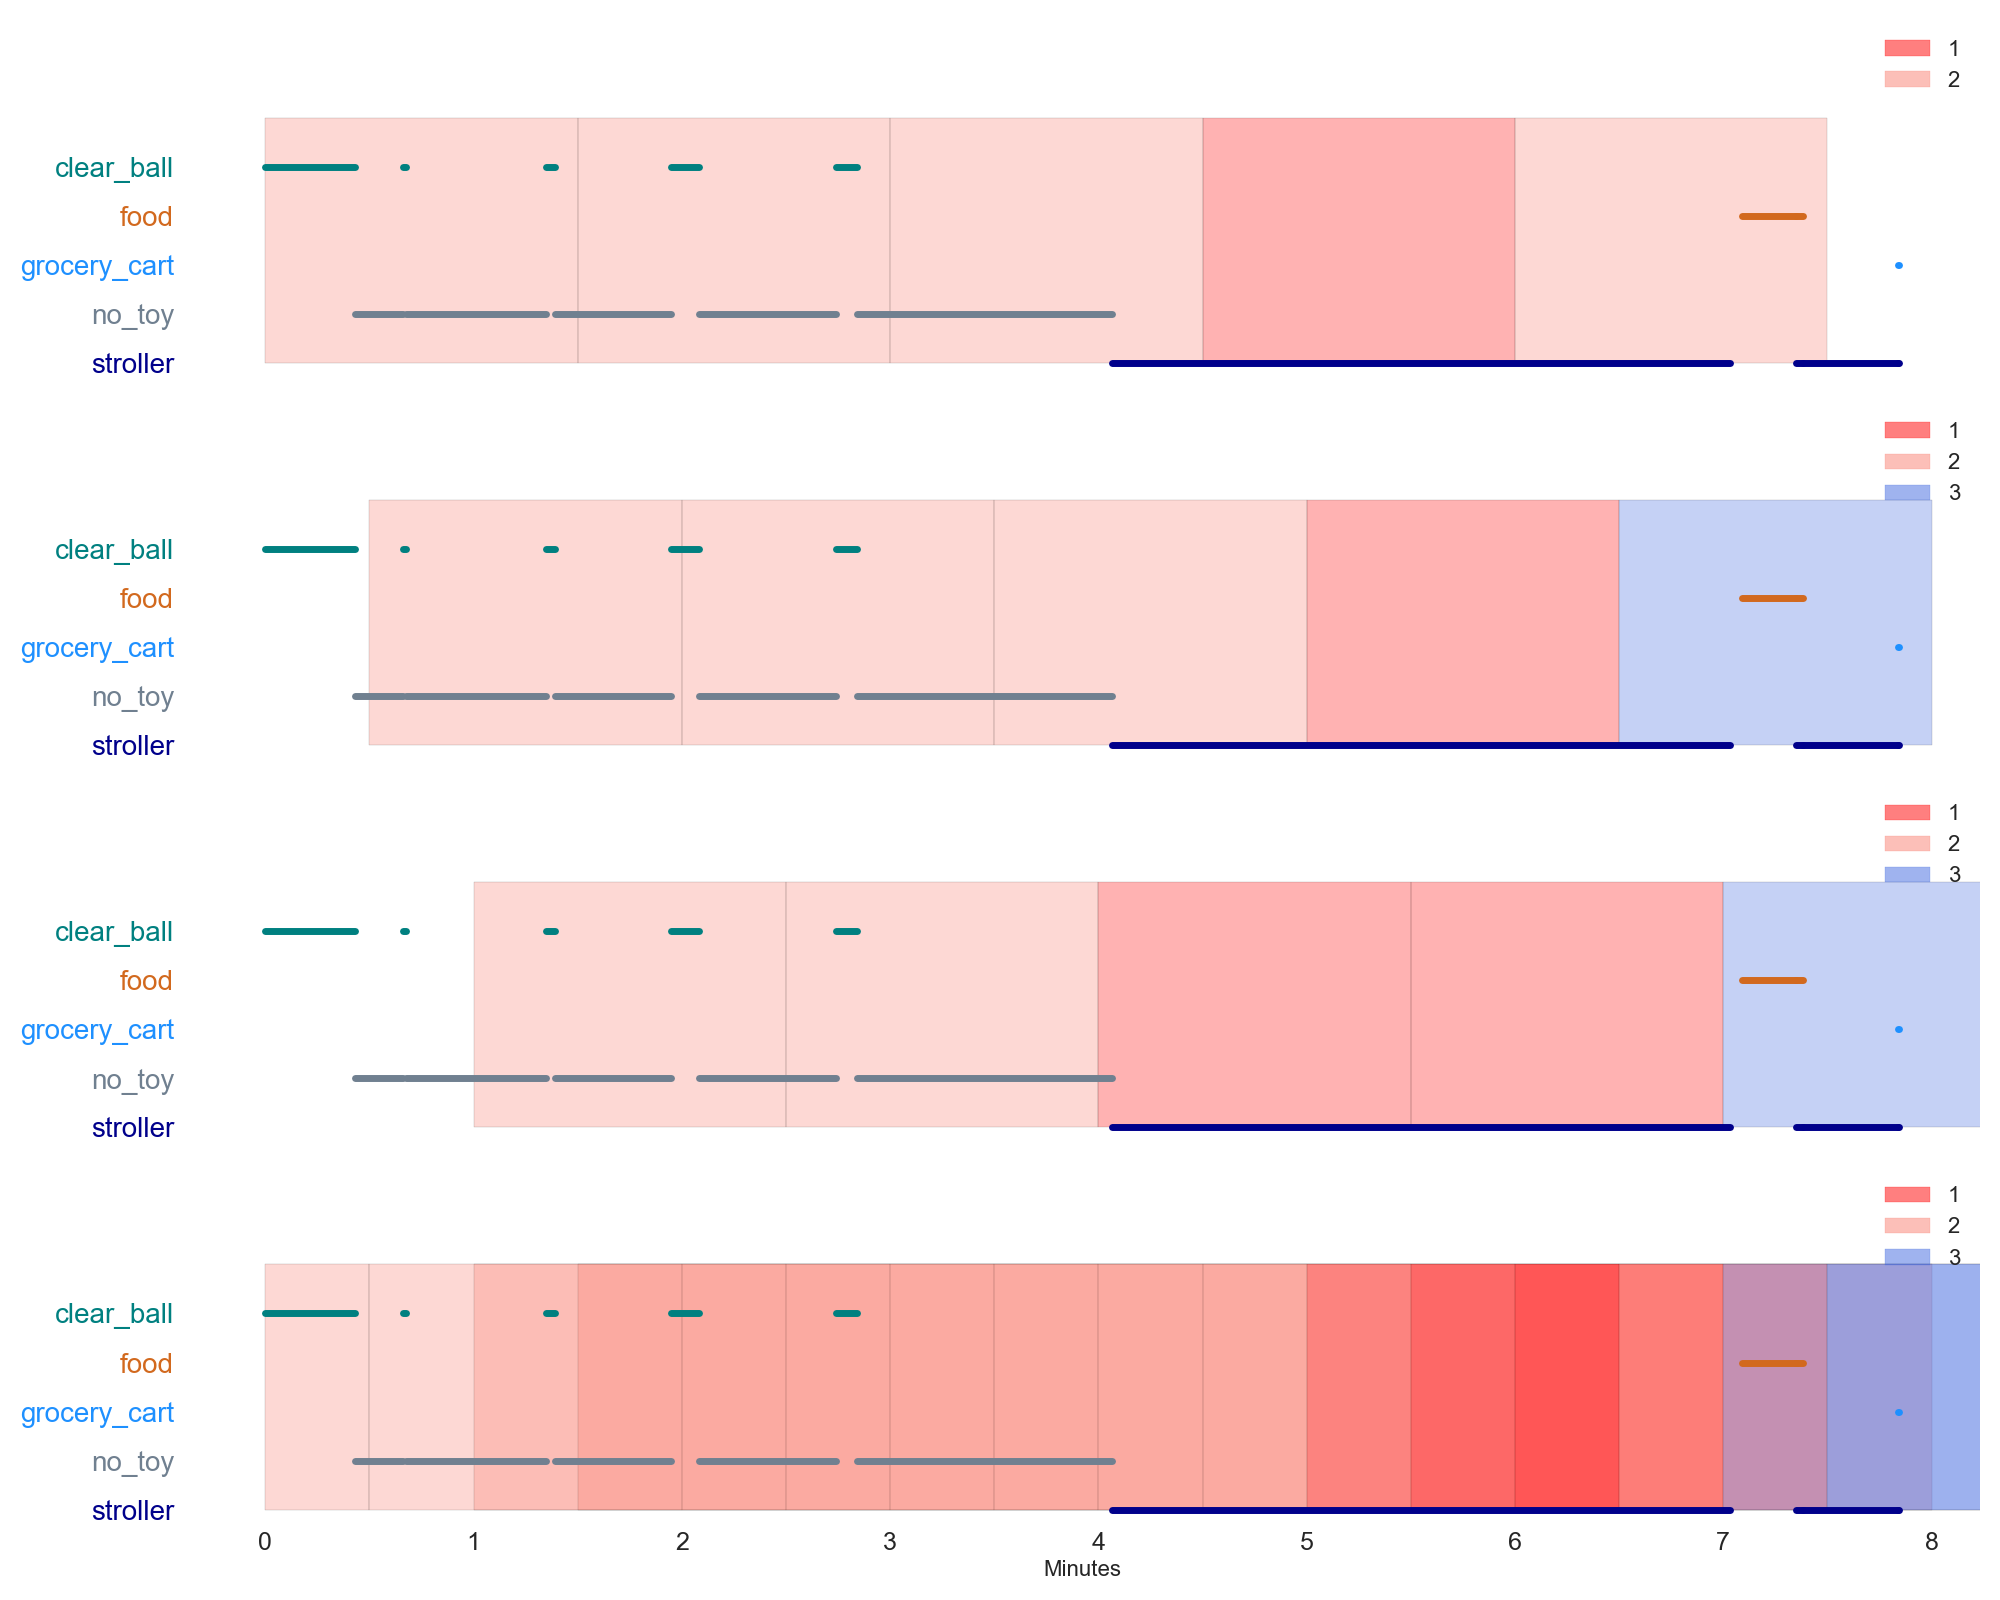 1
2
clear_ball
food
grocery_cart
no_toy
stroller
1
2
3
clear_ball
food
grocery_cart
no_toy
stroller
1
2
3
clear_ball
food
grocery_cart
no_toy
stroller
1
2
3
clear_ball
food
grocery_cart
no_toy
stroller
0 1 2 3 4 5 6 7 8
Minutes